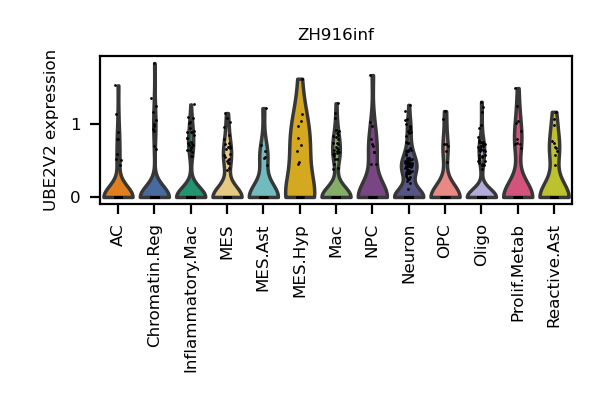 ZH916inf
UBE2V2 expression
1
0
AC
Chromatin.Reg
Inflammatory.Mac
MES
MES.Ast
MES.Hyp
Mac
NPC
Neuron
OPC
Oligo
Prolif.Metab
Reactive.Ast